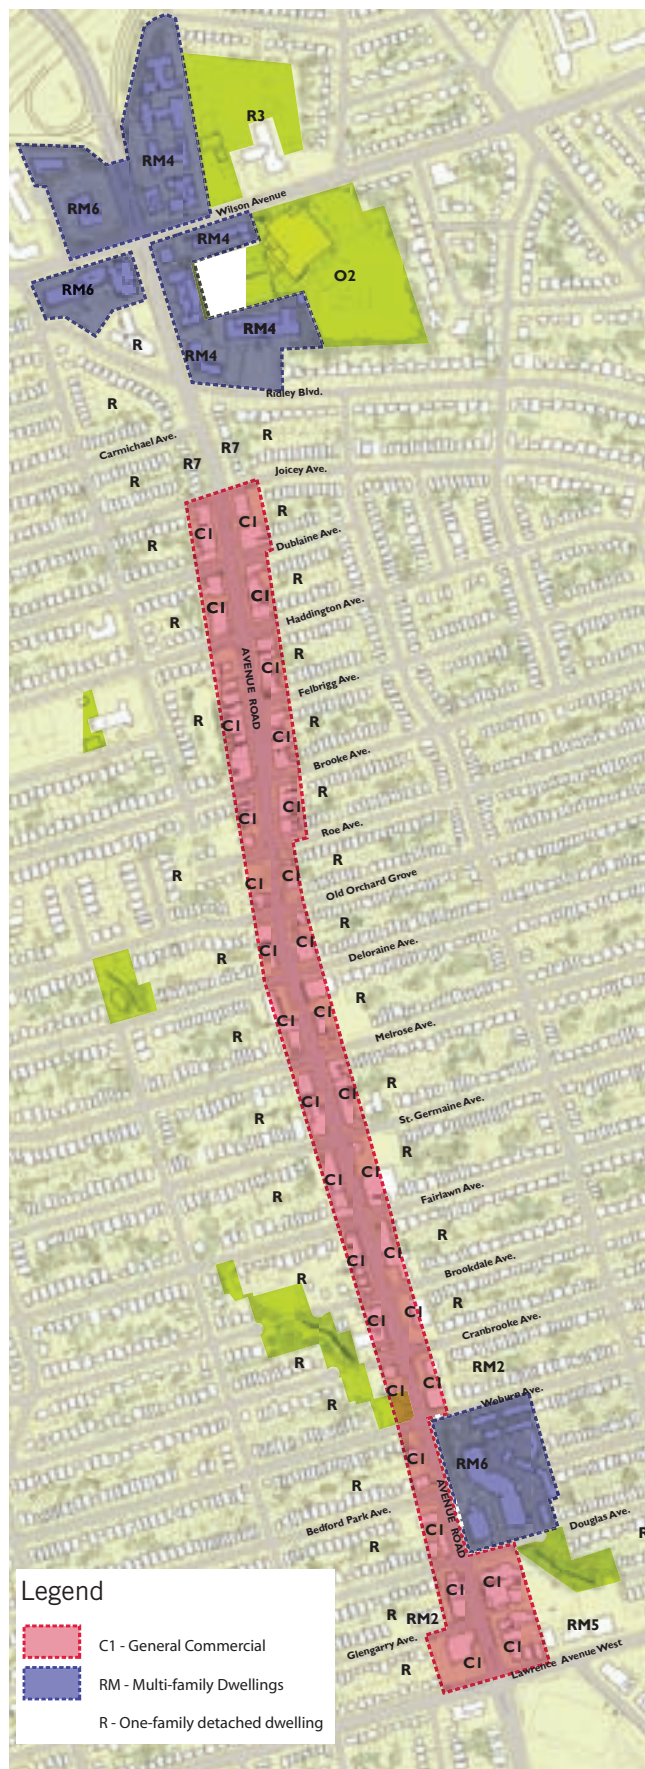 R3
RM4
RM6
Wilson Avenue
RM4
O2
RM6
RM4
R
RM4
Ridley Blvd.
R
R
Carmichael Ave.
R7
R7
Joicey Ave.
R
R
C1
C1
Dublaine Ave.
R
R
C1
C1
Haddington Ave.
R
R
C1
AVENUE ROAD
Felbrigg Ave.
R
C1
R
C1
Brooke Ave.
R
C1
C1
Roe Ave.
R
R
C1
C1
Old Orchard Grove
R
C1
C1
Deloraine Ave.
R
R
C1
C1
Melrose Ave.
R
R
C1
C1
St. Germaine Ave.
R
R
C1
C1
Fairlawn Ave.
R
R
C1
C1
Brookdale Ave.
R
R
C1
C1
Cranbrooke Ave.
R
RM2
C1
C1
Woburn Ave.
R
C1
RM6
R
AVENUE ROAD
Bedford Park Ave.
C1
Douglas Ave.
R
R
C1
C1
R
RM2
RM5
Glengarry Ave.
C1
C1
R
Lawrence Avenue West
Legend
C1 - General Commercial
RM - Multi-family Dwellings
R - One-family detached dwelling